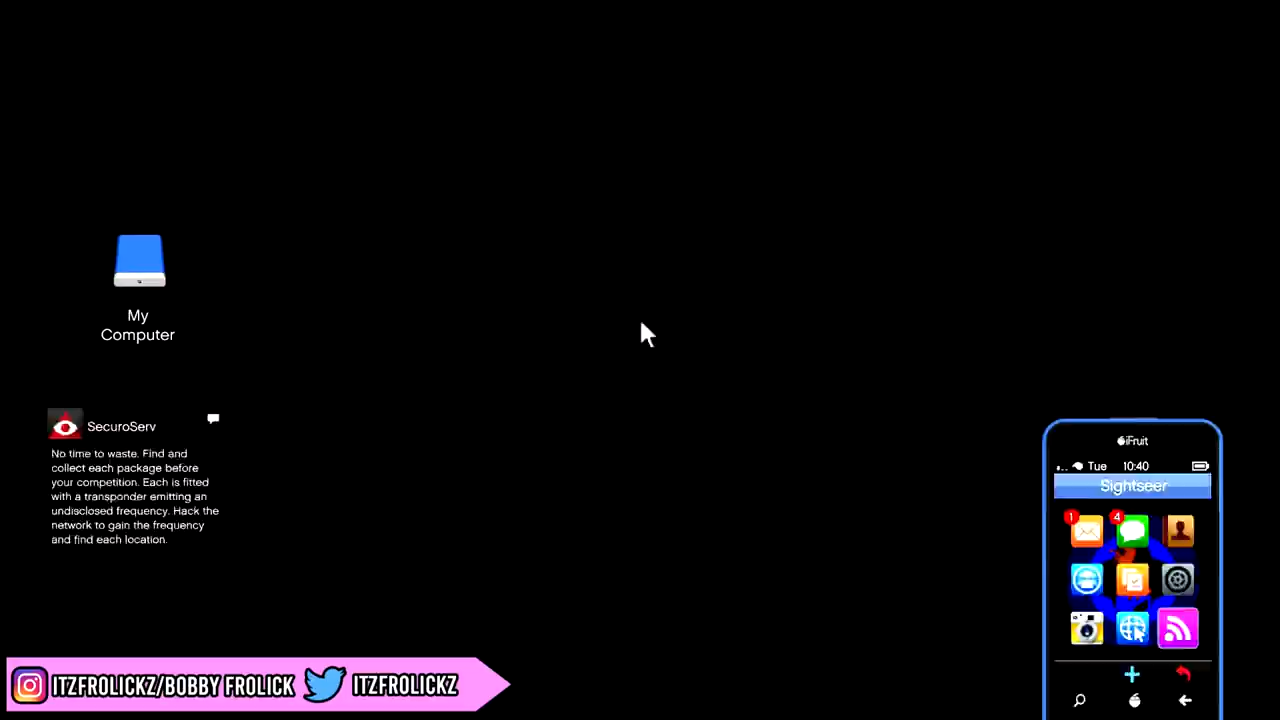 My
Computer
SecuroServ
No time to waste. Find and
collect each package before
your competition. Each is fitted
with a transponder emitting an
undisclosed frequency. Hack the
network to gain the frequency
and find each location.
iFruit
Tue 10:40
Sightseer
1 4
ITZFROLICKZ/BOBBY FROLICK ITZFROLICKZ